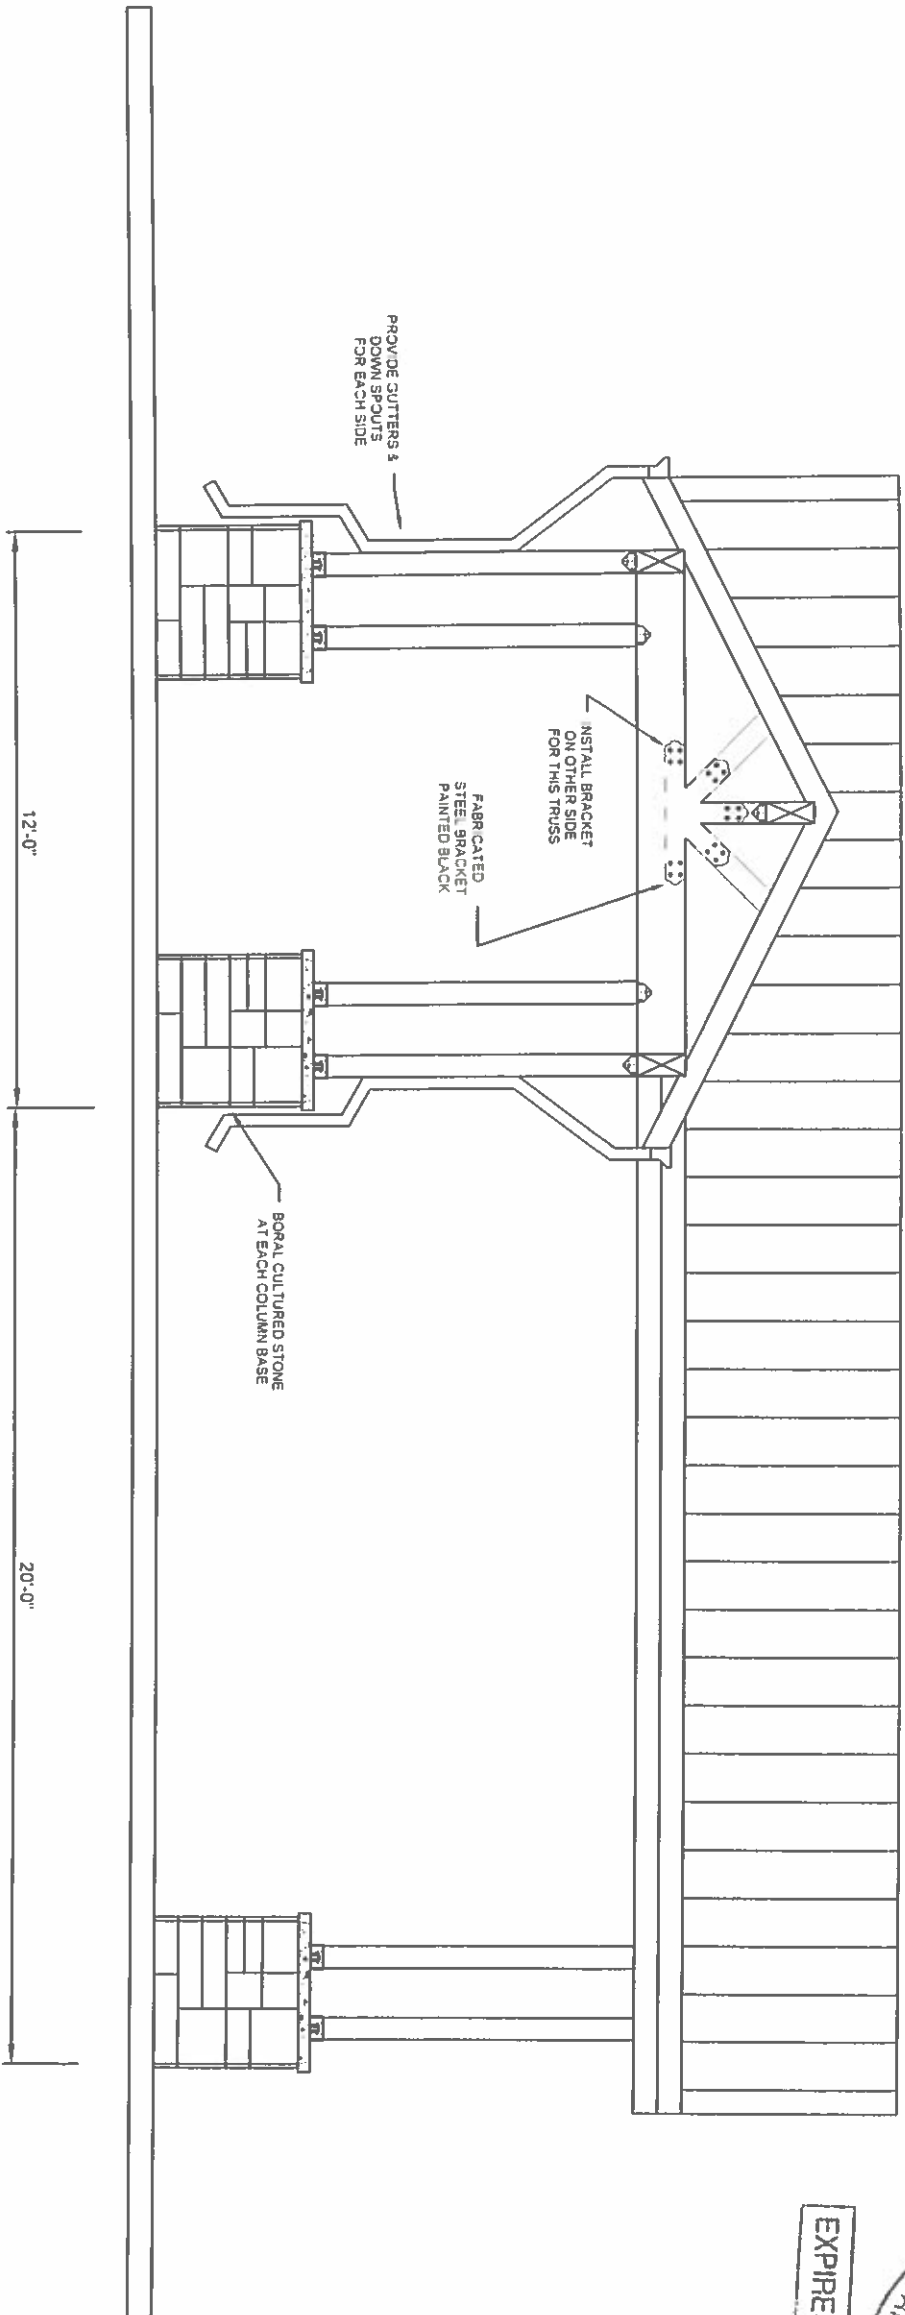 EXPIRE
PROVIDE GUTTERS &
DOWN SPOUTS
FOR EACH SIDE
INSTALL BRACKET
ON OTHER SIDE
FOR THIS TRUSS
FABRICATED
STEEL BRACKET
PAINTED BLACK
BORAL CULTURED STONE
AT EACH COLUMN BASE
12'-0"
20'-0"